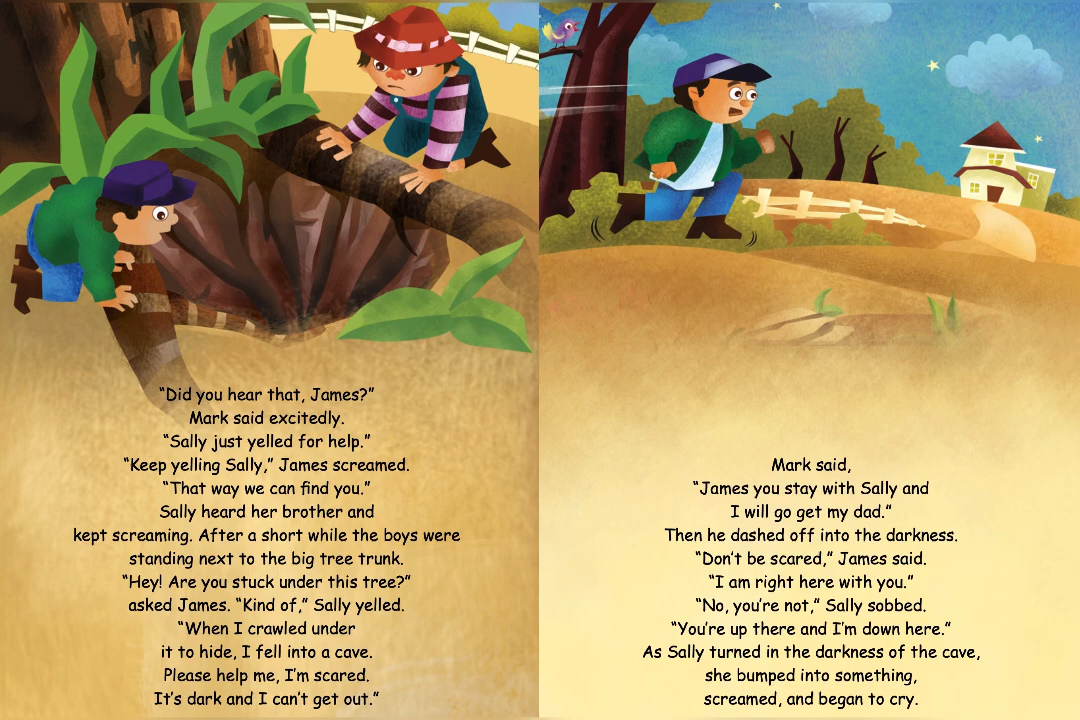 “Did you hear that, James?”
Mark said excitedly.
“Sally just yelled for help.”
“Keep yelling Sally,” James screamed.
“That way we can find you.”
Sally heard her brother and
kept screaming. After a short while the boys were
standing next to the big tree trunk.
“Hey! Are you stuck under this tree?”
asked James. “Kind of,” Sally yelled.
“When I crawled under
it to hide, I fell into a cave.
Please help me, I’m scared.
It’s dark and I can’t get out.”
Mark said,
“James you stay with Sally and
I will go get my dad.”
Then he dashed off into the darkness.
“Don’t be scared,” James said.
“I am right here with you.”
“No, you’re not,” Sally sobbed.
“You’re up there and I’m down here.”
As Sally turned in the darkness of the cave,
she bumped into something,
screamed, and began to cry.